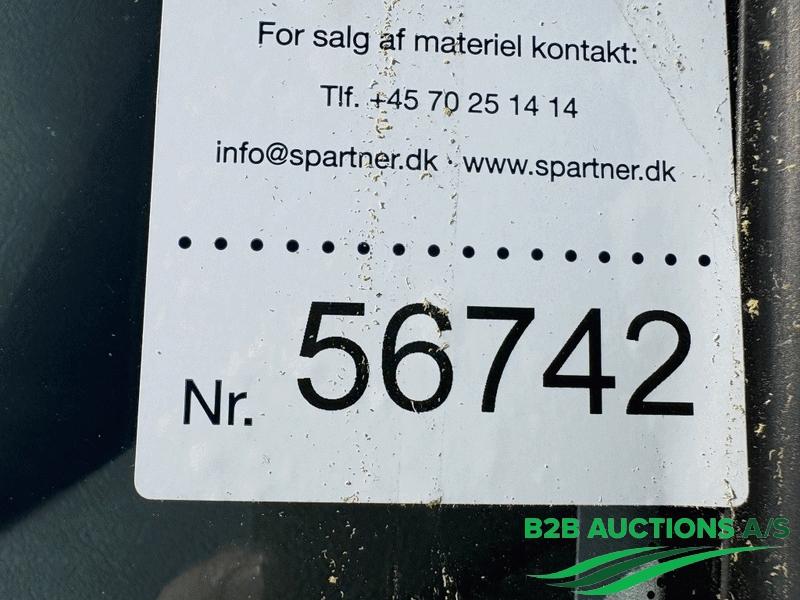 For salg af materiel kontakt:
Tlf. +45 70 25 14 14
info@spartner.dk · www.spartner.dk
Nr. 56742
B2B AUCTIONS A/S